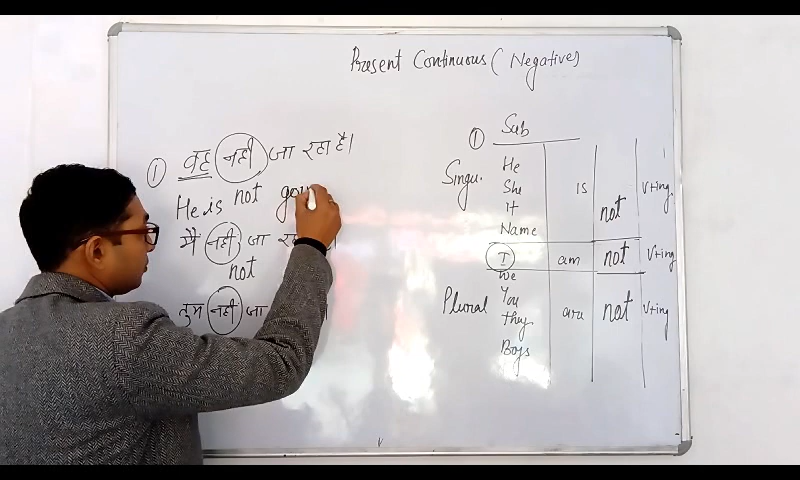 Present Continuous (Negative)
① वह नही जा रहा है।
He is not
मैं नही जा
not
तुम नही जा
① Sub
Singu.
He
She is
It not V+ing
Name
I am not V+ing
We
Plural You
They are not V+ing
Boys